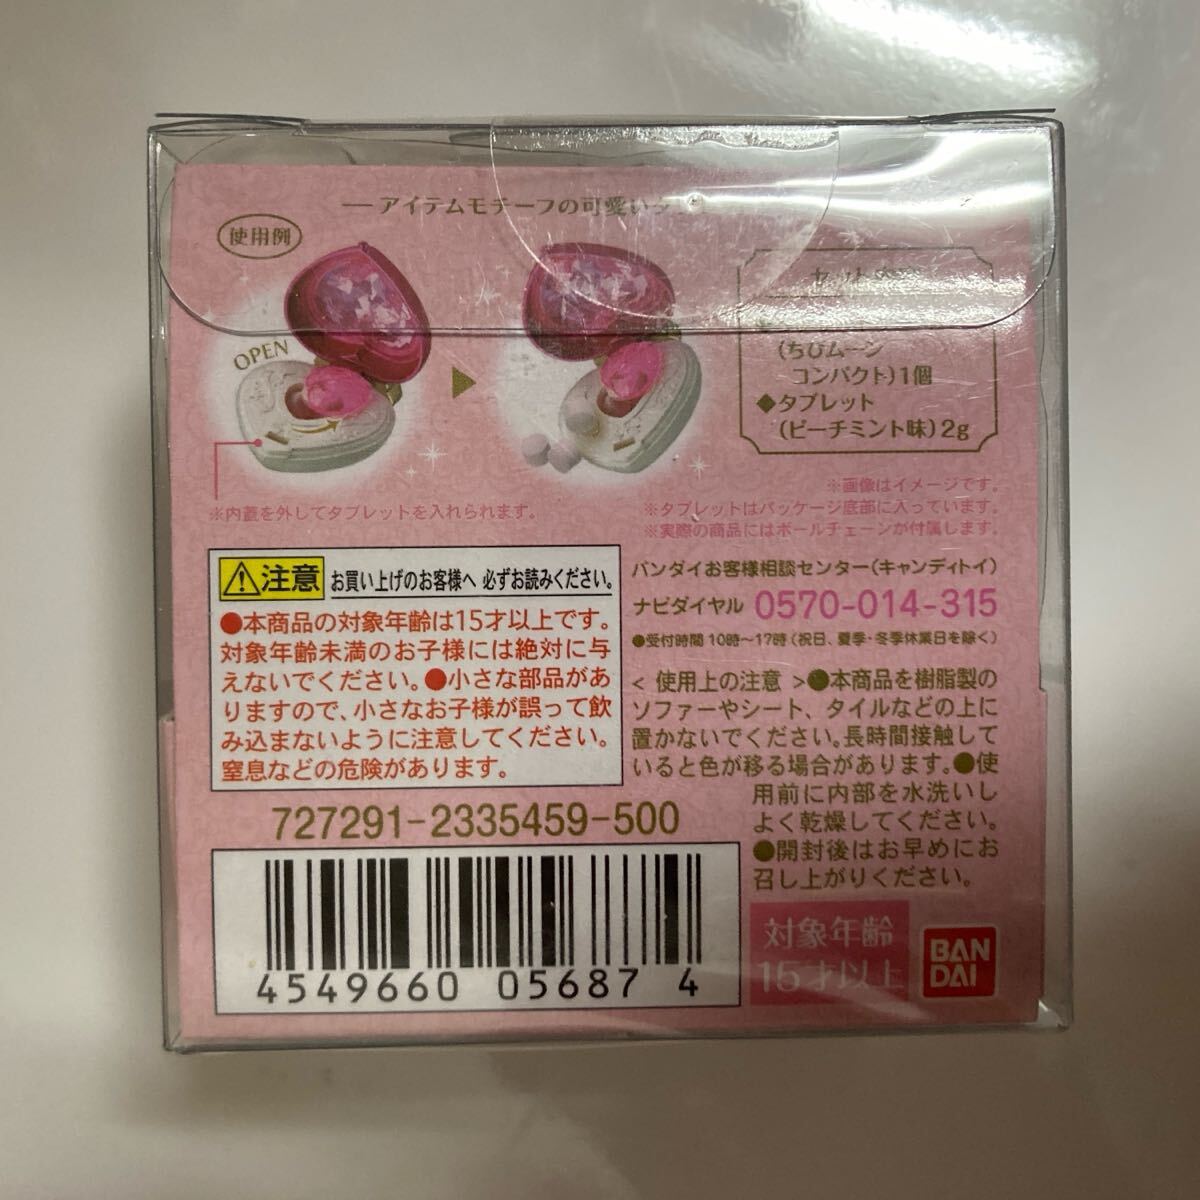 ―アイテムモチーフの可愛い
使用例
OPEN
セット内容
(ちびムーン
コンパクト)1個
◆タブレット
(ピーチミント味)2g
※内蓋を外してタブレットを入れられます。
※画像はイメージです。
※タブレットはパッケージ底部に入っています。
※実際の商品にはボールチェーンが付属します。
注意 お買い上げのお客様へ 必ずお読みください。
●本商品の対象年齢は15才以上です。
対象年齢未満のお子様には絶対に与
えないでください。●小さな部品があ
りますので、小さなお子様が誤って飲
み込まないように注意してください。
窒息などの危険があります。
バンダイお客様相談センター(キャンディトイ)
ナビダイヤル 0570-014-315
●受付時間 10時〜17時 (祝日、夏季・冬季休業日を除く)
< 使用上の注意 >●本商品を樹脂製の
ソファーやシート、タイルなどの上に
置かないでください。長時間接触して
いると色が移る場合があります。●使
用前に内部を水洗いし
よく乾燥してください。
●開封後はお早めにお
召し上がりください。
727291-2335459-500
4549660 05687 4
対象年齢
15才以上
BAN
DAI